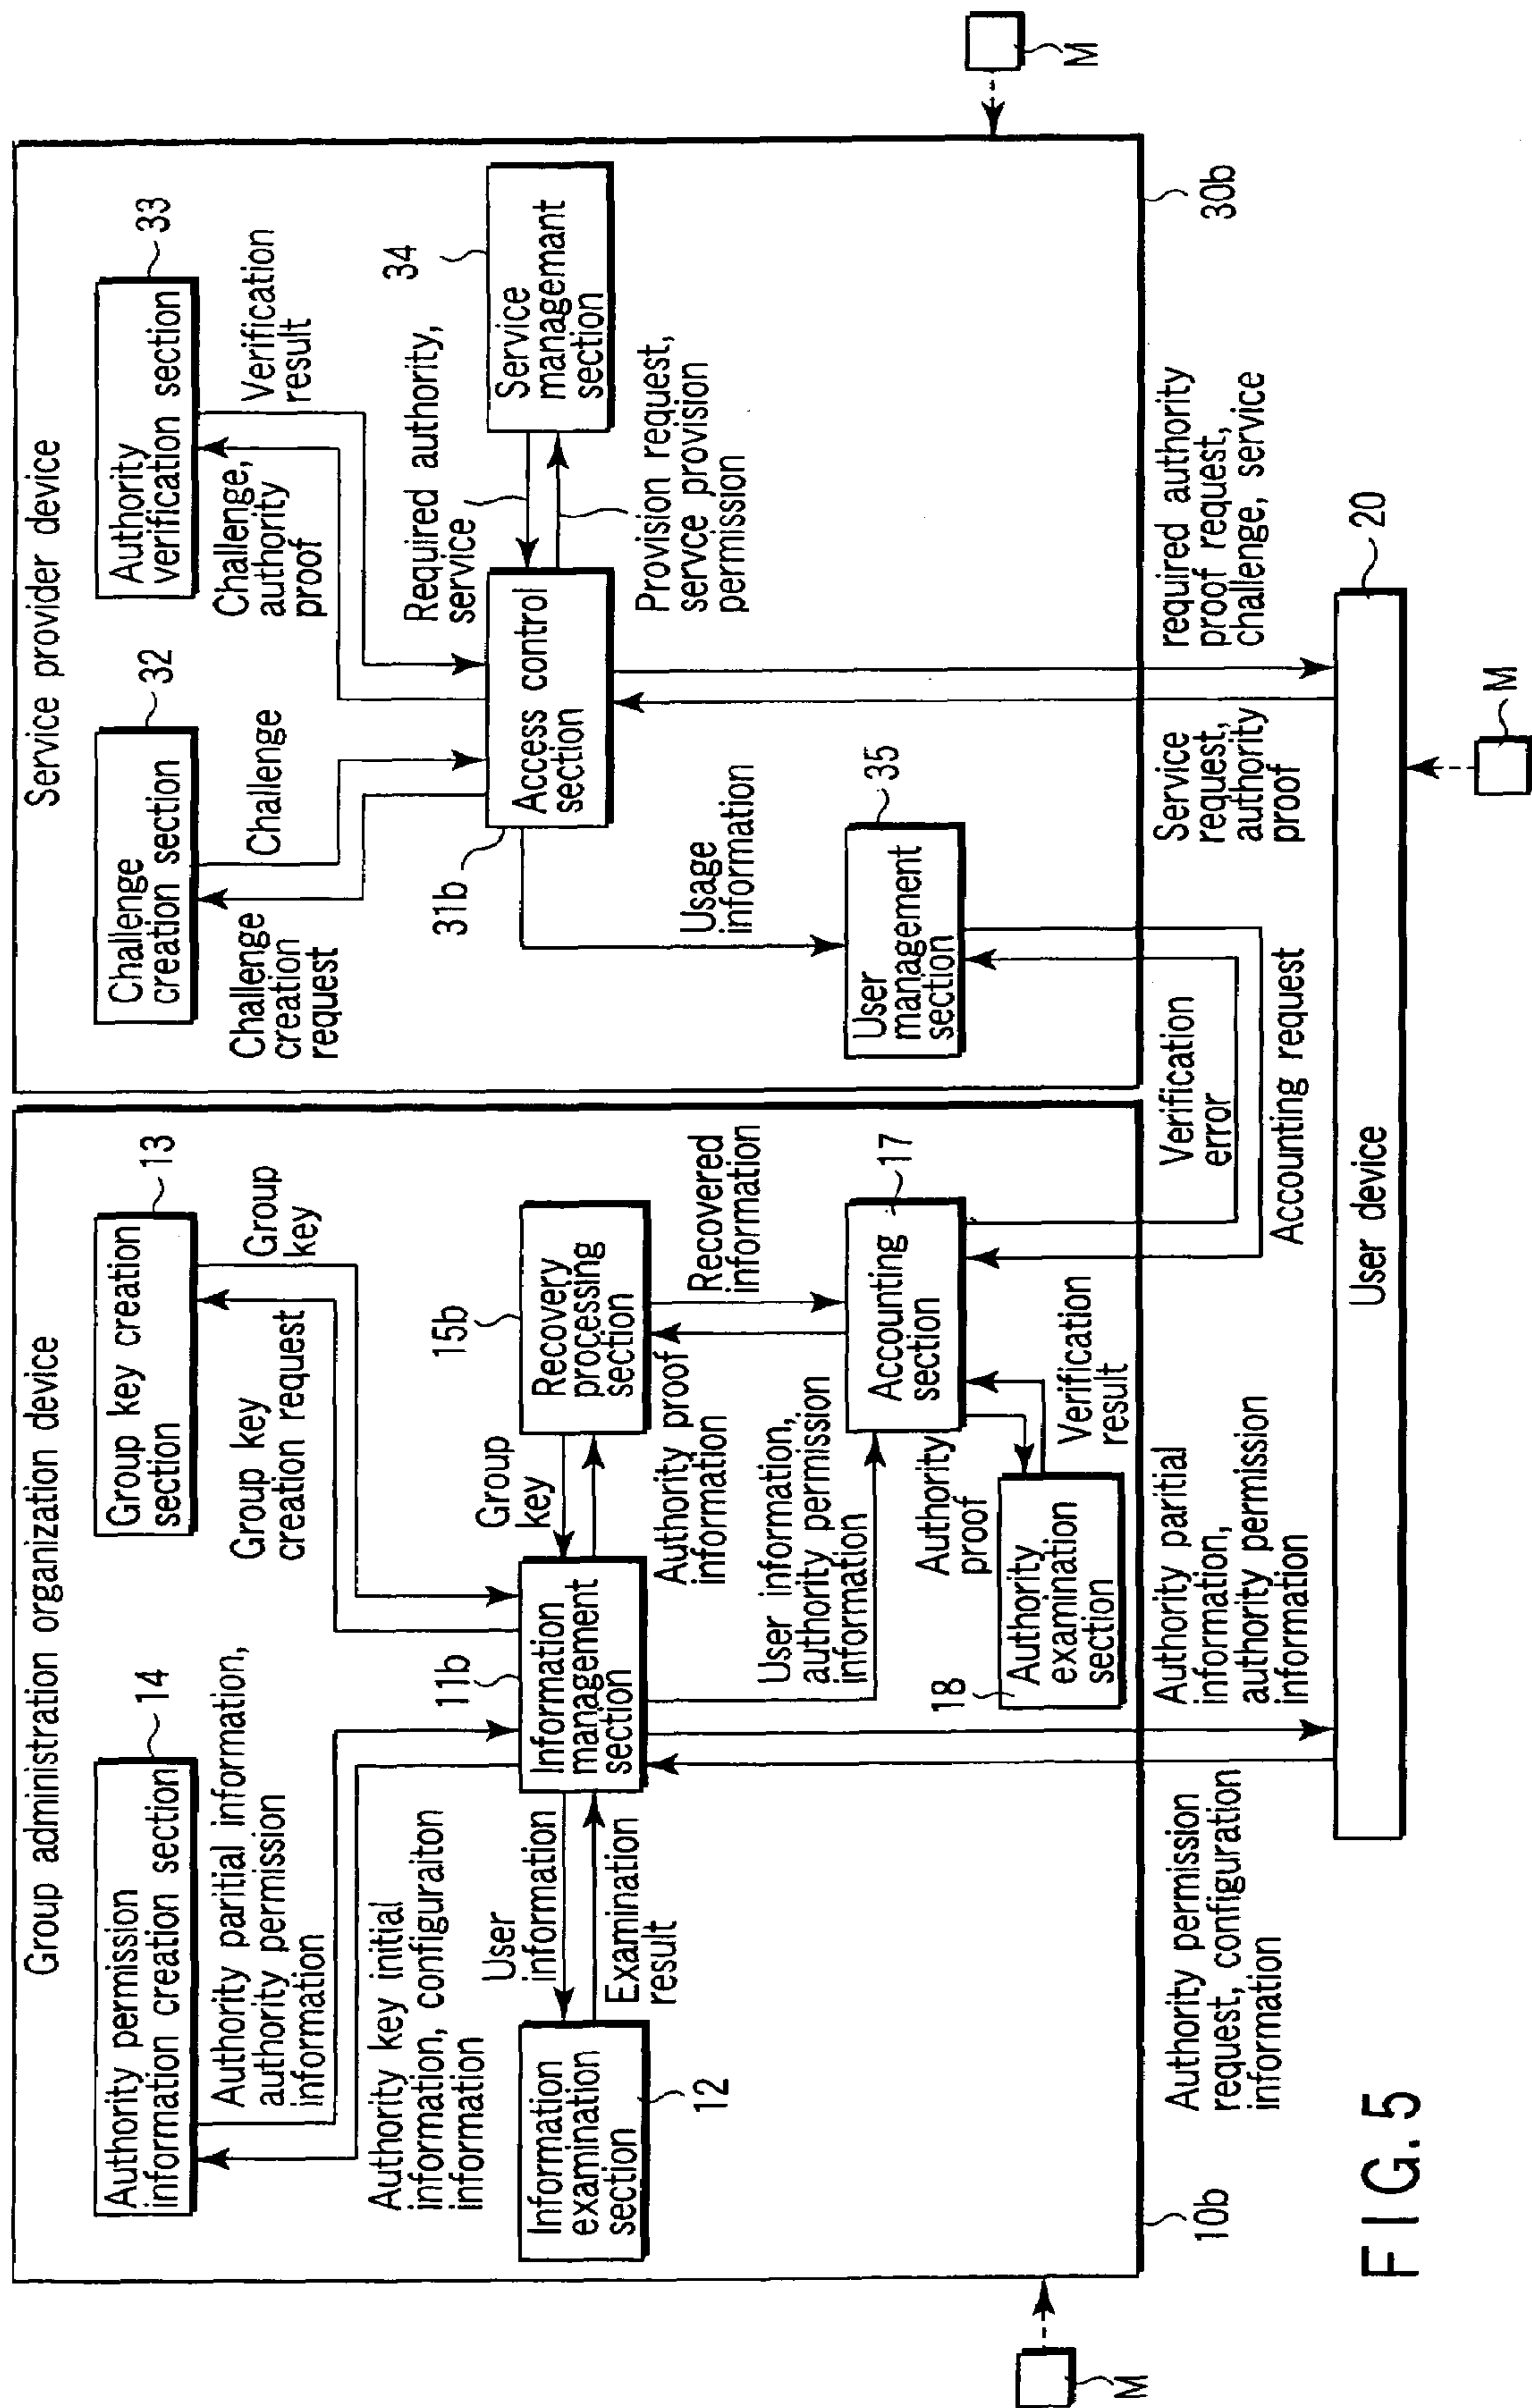 Group administration organization device
Authority permission
information creation section
14
Authority paritial information,
authority permission
information
Authority key initial
information, configuraiton
information
Group key creation
section
13
Group
key
Group key
creation request
Information
examination
section
12
User
information
Examination
result
Information
management
section
11b
Group
key
Authority proof
information
Recovery
processing
section
15b
Recovered
information
User information,
authority permission
information
Accounting
section
17
Authority
proof
Verification
result
Authority
examination
section
18
10b
M
Service provider device
Challenge
creation section
32
Challenge
Challenge
creation
request
Authority
verification section
33
Verification
result
Challenge,
authority
proof
Access control
section
31b
Required authority,
service
Provision request,
servce provision
permission
Service
managemant
section
34
Usage
information
User
management
section
35
30b
M
Authority permission
request, configuration
information
Authority paritial
information,
authority permission
information
Verification
error
Accounting request
Service
request,
authority
proof
required authority
proof request,
challenge, service
User device
20
M
FIG. 5